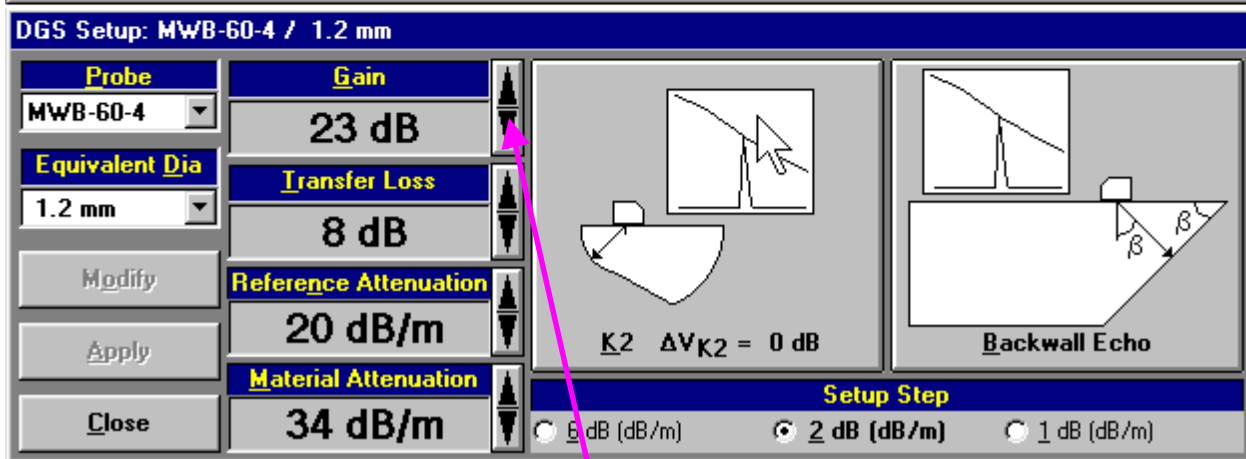 DGS Setup: MWB-60-4 / 1.2 mm
Probe
MWB-60-4
Equivalent Dia
1.2 mm
Modify
Apply
Close
Gain
23 dB
Transfer Loss
8 dB
Reference Attenuation
20 dB/m
Material Attenuation
34 dB/m
K2 ΔVK2 = 0 dB
β
β
Backwall Echo
Setup Step
6 dB (dB/m) 2 dB (dB/m) 1 dB (dB/m)